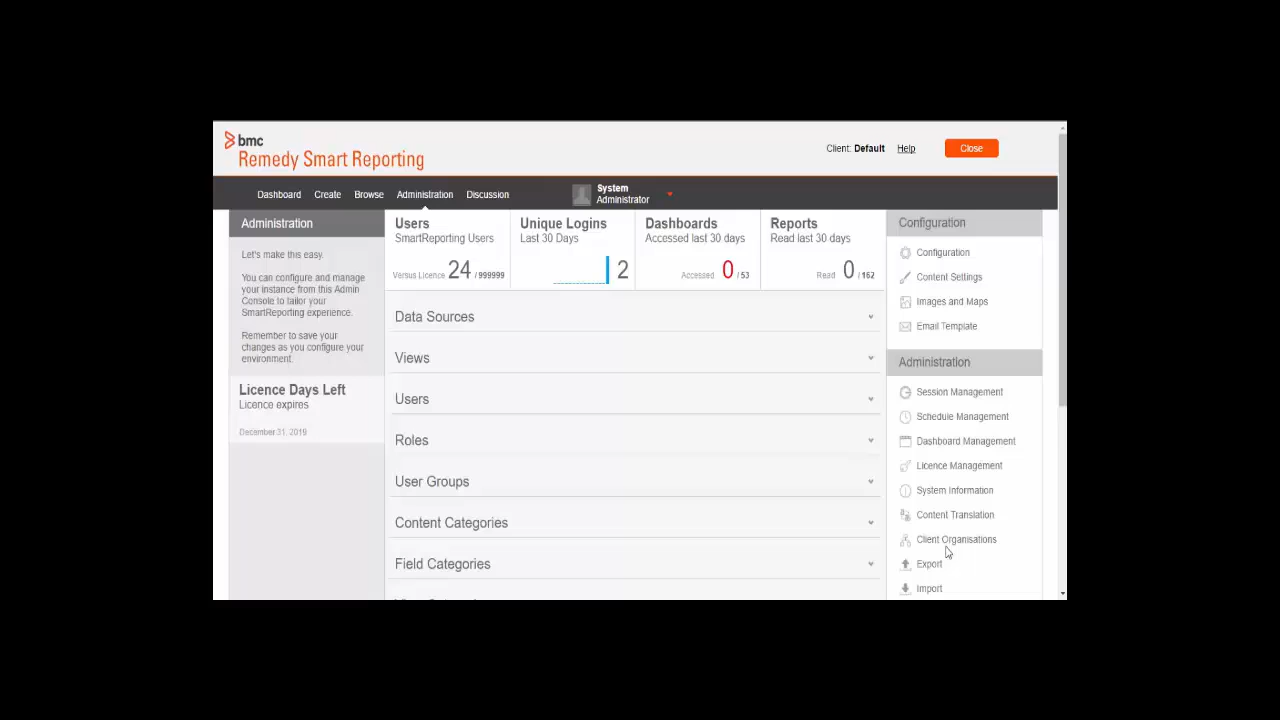 bmc
Remedy Smart Reporting
Client: Default Help Close
Dashboard Create Browse Administration Discussion
System
Administrator
Administration
Let's make this easy.
You can configure and manage
your instance from this Admin
Console to tailor your
SmartReporting experience.
Remember to save your
changes as you configure your
environment.
Licence Days Left
Licence expires
December 31, 2019
Users
SmartReporting Users
Versus Licence 24 / 999999
Unique Logins
Last 30 Days
2
Dashboards
Accessed last 30 days
Accessed 0 / 53
Reports
Read last 30 days
Read 0 / 162
Data Sources
Views
Users
Roles
User Groups
Content Categories
Field Categories
Configuration
Configuration
Content Settings
Images and Maps
Email Template
Administration
Session Management
Schedule Management
Dashboard Management
Licence Management
System Information
Content Translation
Client Organisations
Export
Import